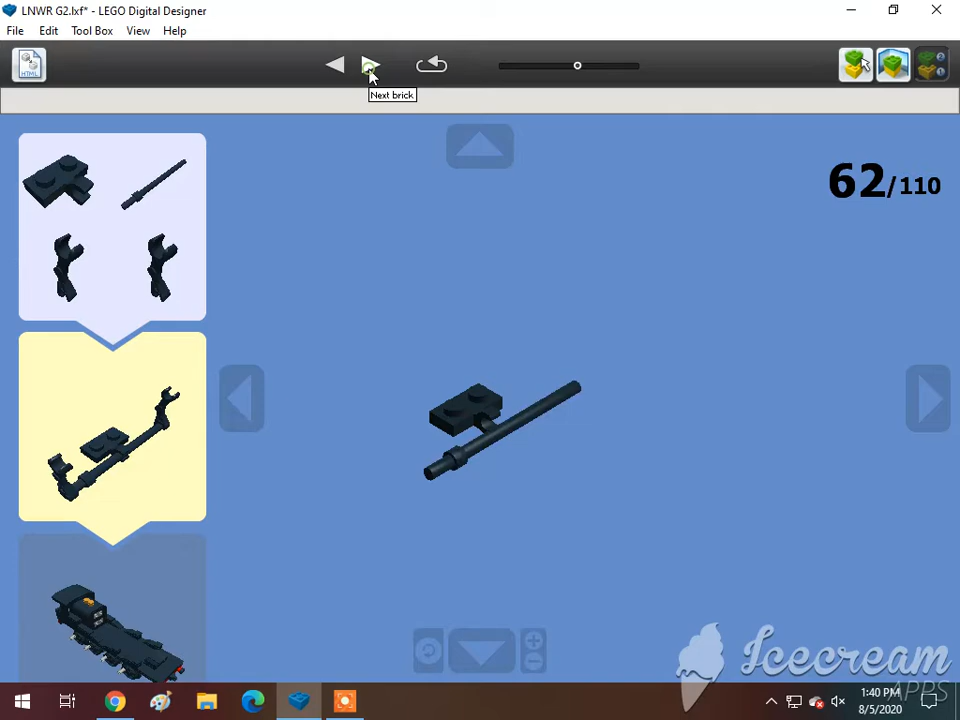 LNWR G2.lxf* - LEGO Digital Designer
File Edit Tool Box View Help
HTML
Next brick
62/110
Icecream
APPS
1:40 PM
8/5/2020